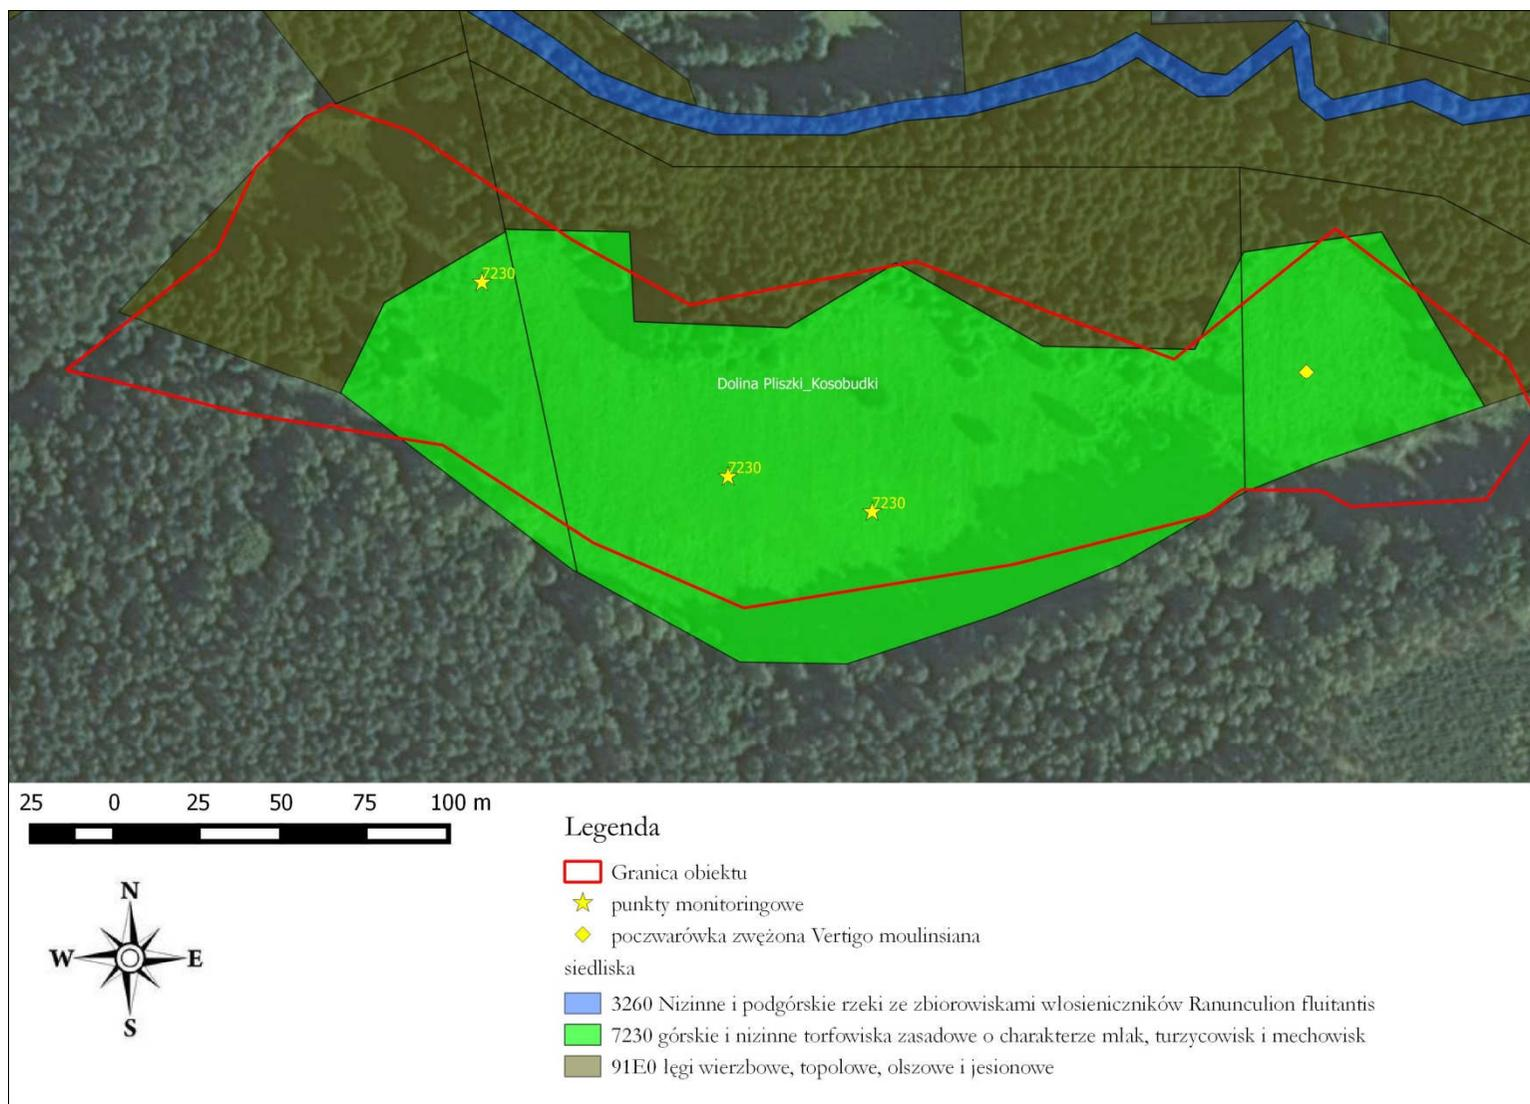 7230
Dolina Pliszki_Kosobudki
7230
7230
25 0 25 50 75 100 m
N
W E
S
Legenda
Granica obiektu
punkty monitoringowe
poczwarówka zwężona Vertigo moulinsiana
siedliska
3260 Nizinne i podgórskie rzeki ze zbiorowiskami włosieniczników Ranunculion fluitantis
7230 górskie i nizinne torfowiska zasadowe o charakterze młak, turzycowisk i mechowisk
91E0 łęgi wierzbowe, topolowe, olszowe i jesionowe